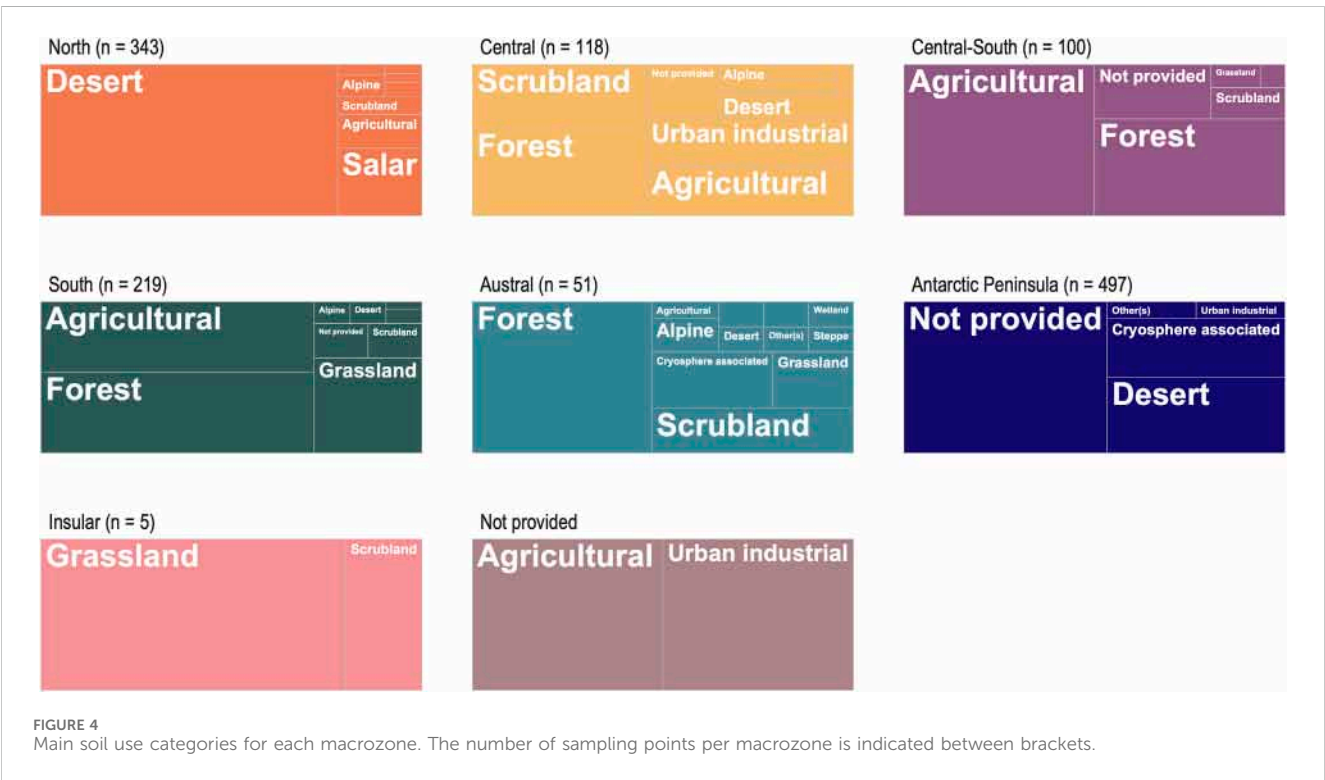 North (n = 343)
Desert
Alpine
Scrubland
Agricultural
Salar
Central (n = 118)
Scrubland
Not provided
Alpine
Desert
Forest
Urban industrial
Agricultural
Central-South (n = 100)
Agricultural
Not provided
Grassland
Scrubland
Forest
South (n = 219)
Agricultural
Alpine
Desert
Not provided
Scrubland
Grassland
Forest
Austral (n = 51)
Forest
Agricultural
Wetland
Alpine
Desert
Other(s)
Steppe
Cryosphere associated
Grassland
Scrubland
Antarctic Peninsula (n = 497)
Not provided
Other(s)
Urban industrial
Cryosphere associated
Desert
Insular (n = 5)
Grassland
Scrubland
Not provided
Agricultural
Urban industrial
FIGURE 4
Main soil use categories for each macrozone. The number of sampling points per macrozone is indicated between brackets.